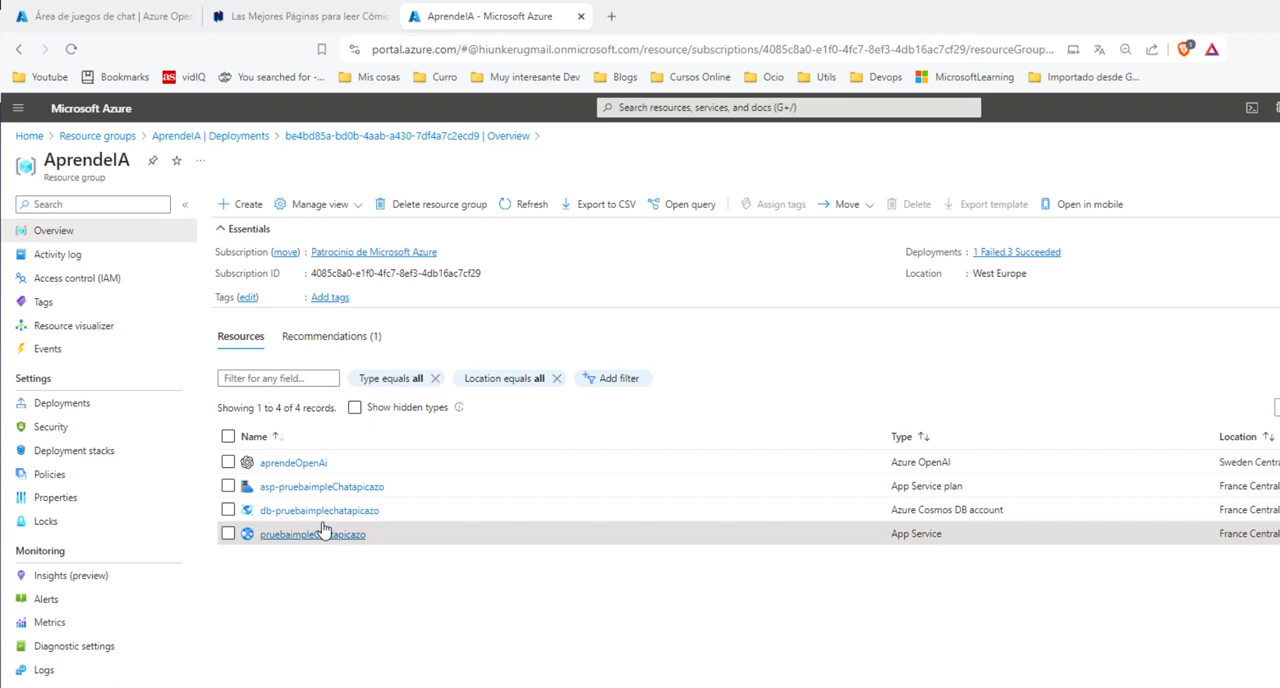 Área de juegos de chat | Azure Oper Las Mejores Páginas para leer Cómic AprendeIA - Microsoft Azure
portal.azure.com/#@hiunkerugmail.onmicrosoft.com/resource/subscriptions/4085c8a0-e1f0-4fc7-8ef3-4db16ac7cf29/resourceGroup...
Youtube Bookmarks vidIQ You searched for -... Mis cosas Curro Muy interesante Dev Blogs Cursos Online Ocio Utils Devops MicrosoftLearning Importado desde G...
Microsoft Azure Search resources, services, and docs (G+/)
Home > Resource groups > AprendeIA | Deployments > be4bd85a-bd0b-4aab-a430-7df4a7c2ecd9 | Overview >
AprendeIA ...
Resource group
Search «
Create Manage view Delete resource group Refresh Export to CSV Open query Assign tags Move Delete Export template Open in mobile
Overview
Activity log
Access control (IAM)
Tags
Resource visualizer
Events
Settings
Deployments
Security
Deployment stacks
Policies
Properties
Locks
Monitoring
Insights (preview)
Alerts
Metrics
Diagnostic settings
Logs
Essentials
Subscription (move) : Patrocinio de Microsoft Azure
Subscription ID : 4085c8a0-e1f0-4fc7-8ef3-4db16ac7cf29
Tags (edit) : Add tags
Deployments : 1 Failed,3 Succeeded
Location : West Europe
Resources Recommendations (1)
Filter for any field... Type equals all Location equals all Add filter
Showing 1 to 4 of 4 records. Show hidden types
Name Type Location
aprendeOpenAi Azure OpenAI Sweden Centra
asp-pruebaimpleChatapicazo App Service plan France Central
db-pruebaimplechatapicazo Azure Cosmos DB account France Central
App Service France Central